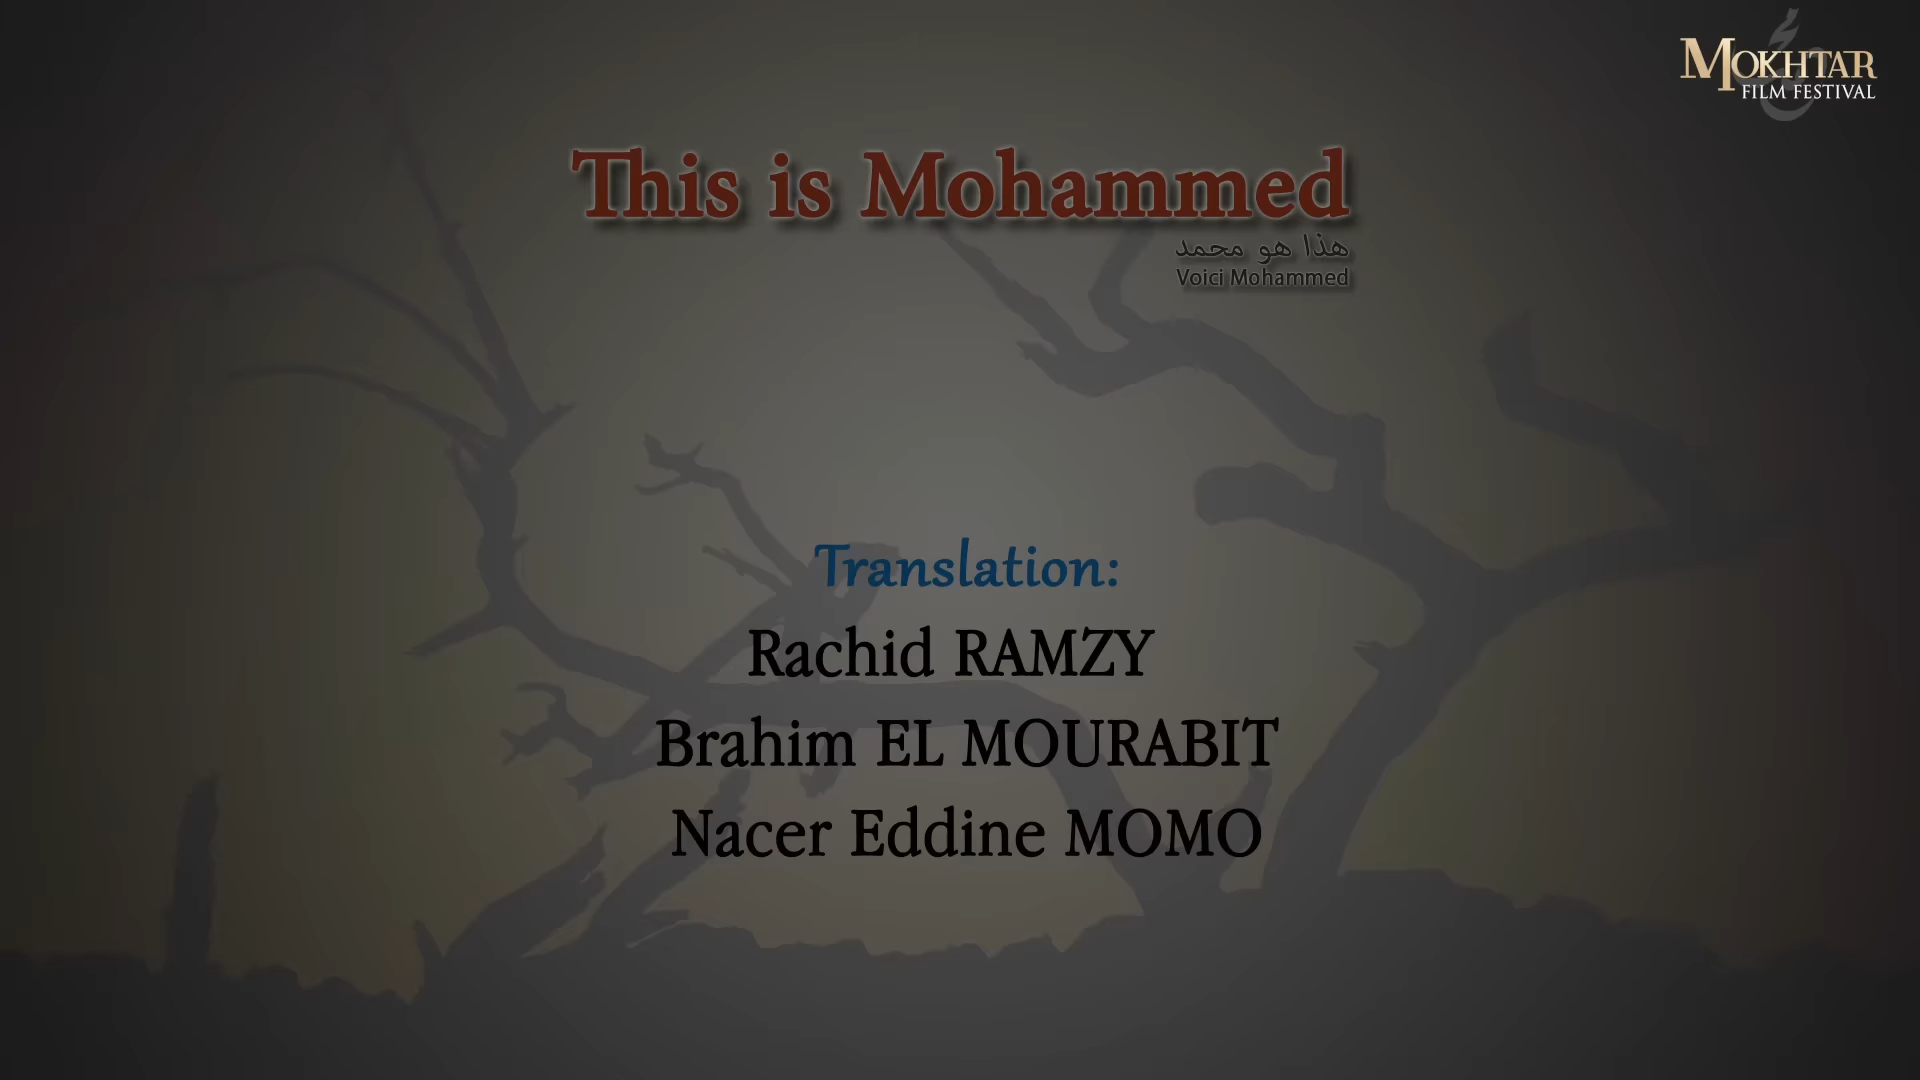 MOKHTAR
FILM FESTIVAL
This is Mohammed
هذا هو محمد
Voici Mohammed
Translation:
Rachid RAMZY
Brahim EL MOURABIT
Nacer Eddine MOMO